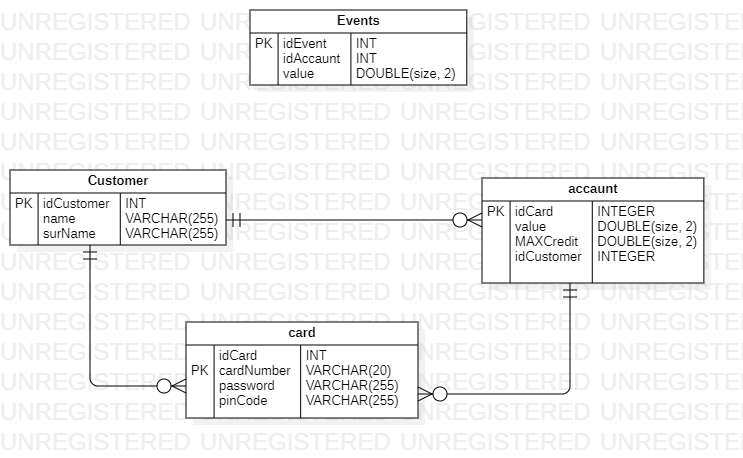 Events
PK idEvent INT
idAccaunt INT
value DOUBLE(size, 2)
Customer
PK idCustomer INT
name VARCHAR(255)
surName VARCHAR(255)
accaunt
PK idCard INTEGER
value DOUBLE(size, 2)
MAXCredit DOUBLE(size, 2)
idCustomer INTEGER
card
idCard INT
PK cardNumber VARCHAR(20)
password VARCHAR(255)
pinCode VARCHAR(255)
UNREGISTERED UNREGISTERED UNREGISTERED UNREGISTERED